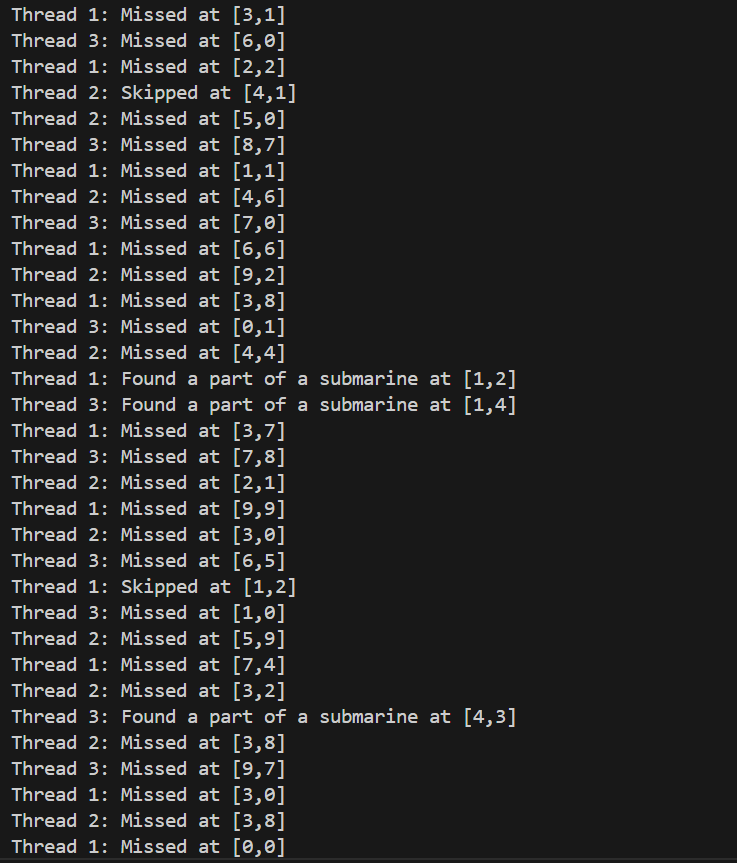 Thread 1: Missed at [3,1]
Thread 3: Missed at [6,0]
Thread 1: Missed at [2,2]
Thread 2: Skipped at [4,1]
Thread 2: Missed at [5,0]
Thread 3: Missed at [8,7]
Thread 1: Missed at [1,1]
Thread 2: Missed at [4,6]
Thread 3: Missed at [7,0]
Thread 1: Missed at [6,6]
Thread 2: Missed at [9,2]
Thread 1: Missed at [3,8]
Thread 3: Missed at [0,1]
Thread 2: Missed at [4,4]
Thread 1: Found a part of a submarine at [1,2]
Thread 3: Found a part of a submarine at [1,4]
Thread 1: Missed at [3,7]
Thread 3: Missed at [7,8]
Thread 2: Missed at [2,1]
Thread 1: Missed at [9,9]
Thread 2: Missed at [3,0]
Thread 3: Missed at [6,5]
Thread 1: Skipped at [1,2]
Thread 3: Missed at [1,0]
Thread 2: Missed at [5,9]
Thread 1: Missed at [7,4]
Thread 2: Missed at [3,2]
Thread 3: Found a part of a submarine at [4,3]
Thread 2: Missed at [3,8]
Thread 3: Missed at [9,7]
Thread 1: Missed at [3,0]
Thread 2: Missed at [3,8]
Thread 1: Missed at [0,0]